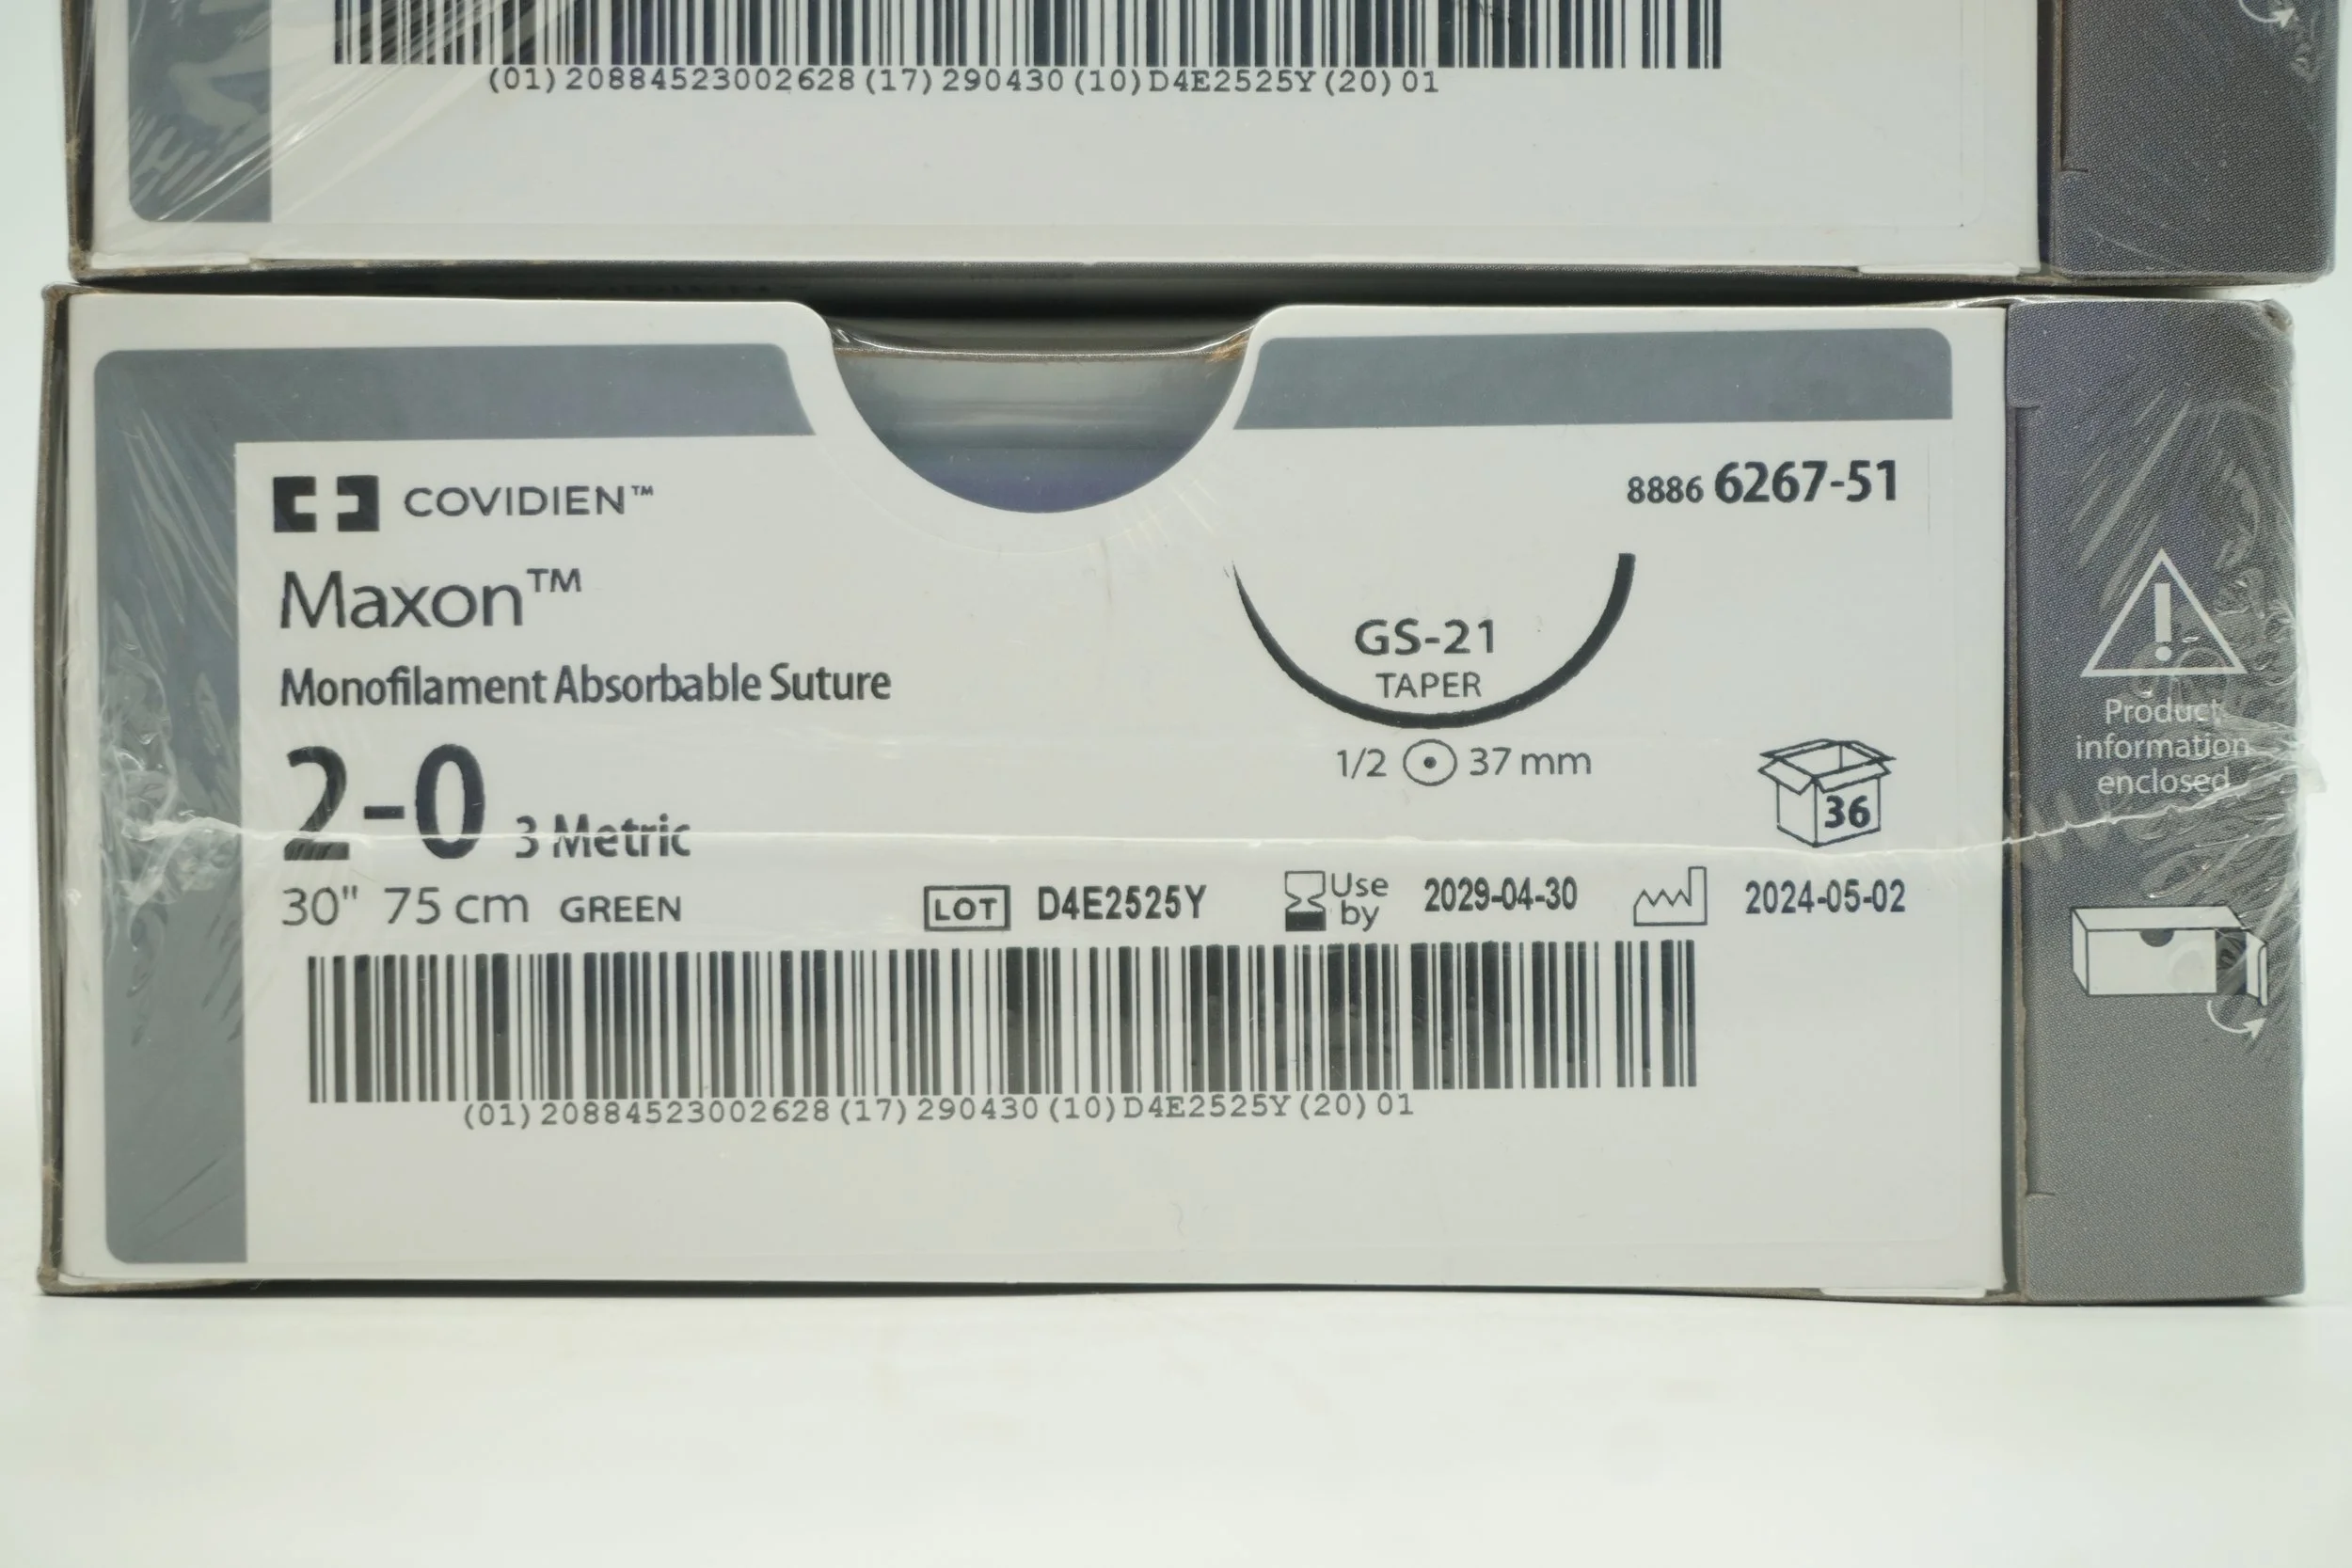 (01)20884523002628(17)290430(10)D4E2525Y(20)01
COVIDIEN™
8886 6267-51
Maxon™
Monofilament Absorbable Suture
GS-21
TAPER
1/2 37 mm
2-0 3 Metric
36
30" 75 cm GREEN
LOT D4E2525Y
Use by 2029-04-30
2024-05-02
(01)20884523002628(17)290430(10)D4E2525Y(20)01
Product
information
enclosed